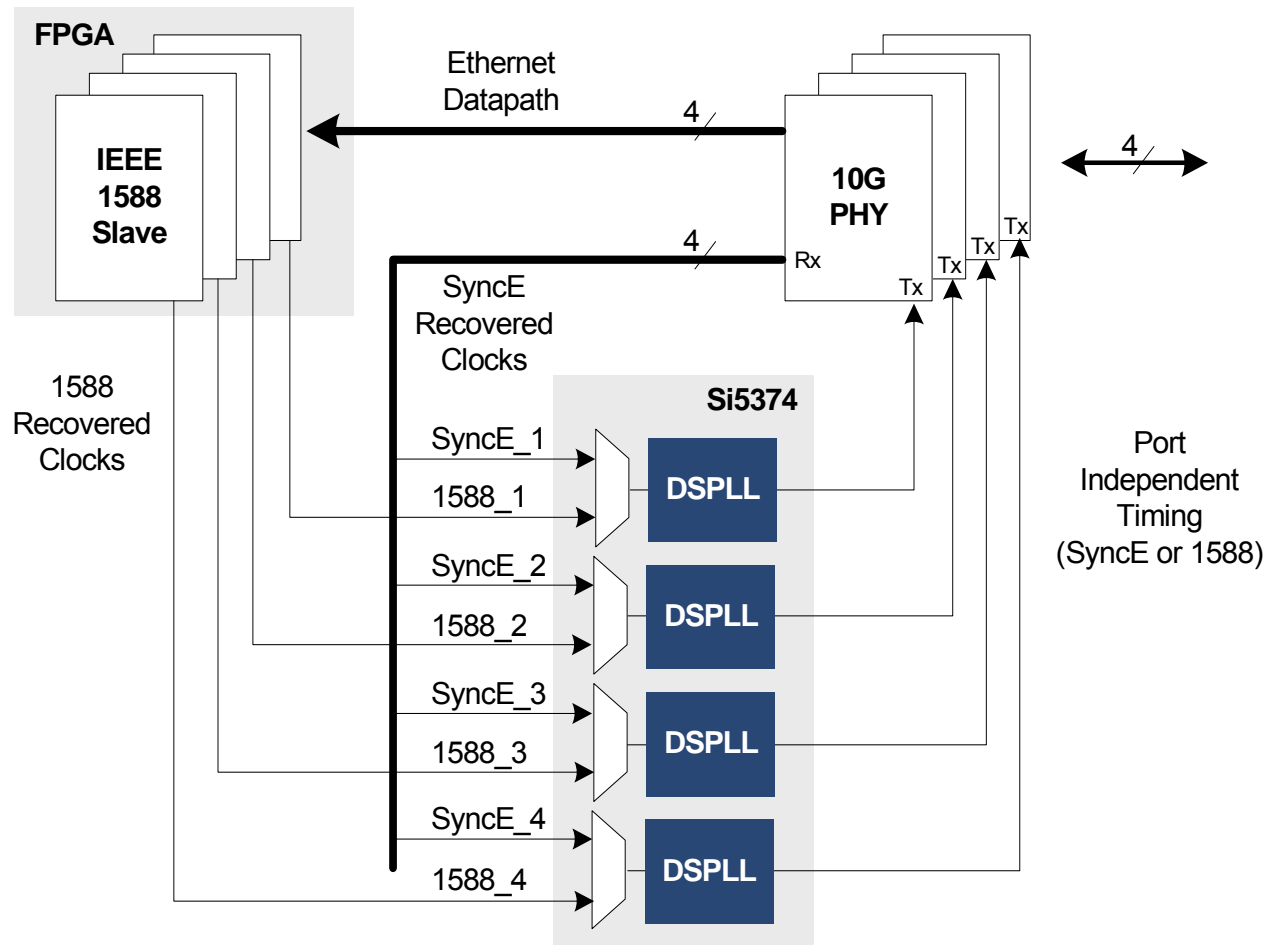 FPGA
IEEE
1588
Slave
Ethernet
Datapath
4
10G
PHY
4
4
Rx
Tx
Tx
Tx
Tx
SyncE
Recovered
Clocks
1588
Recovered
Clocks
Si5374
SyncE_1
1588_1
DSPLL
SyncE_2
1588_2
DSPLL
SyncE_3
1588_3
DSPLL
SyncE_4
1588_4
DSPLL
Port
Independent
Timing
(SyncE or 1588)